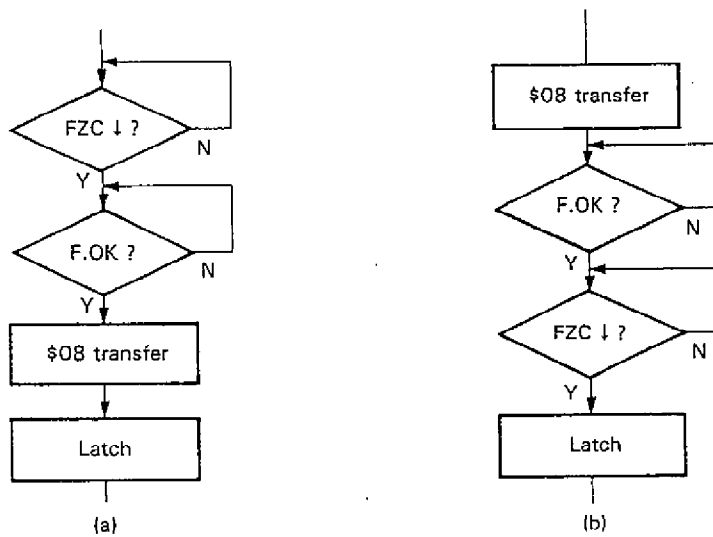 FZC ↓ ?
N
Y
F.OK ?
N
Y
$08 transfer
Latch
(a)
$08 transfer
F.OK ?
N
Y
FZC ↓ ?
N
Y
Latch
(b)